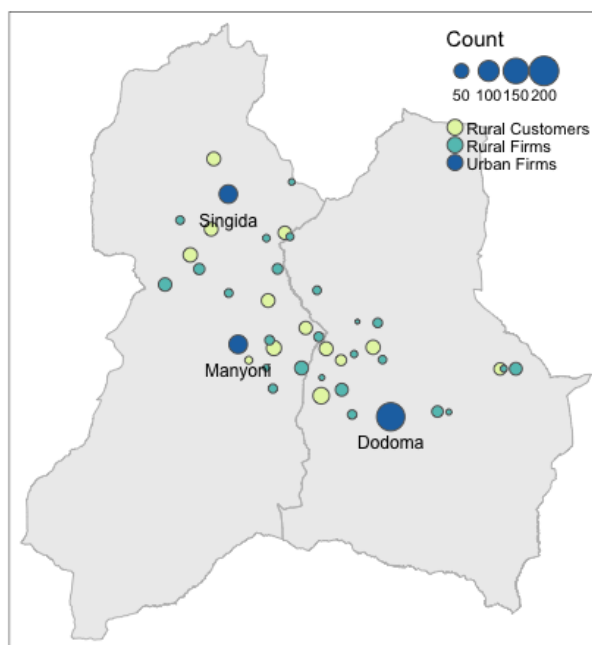 Count
50 100 150 200
Rural Customers
Rural Firms
Urban Firms
Singida
Manyoni
Dodoma